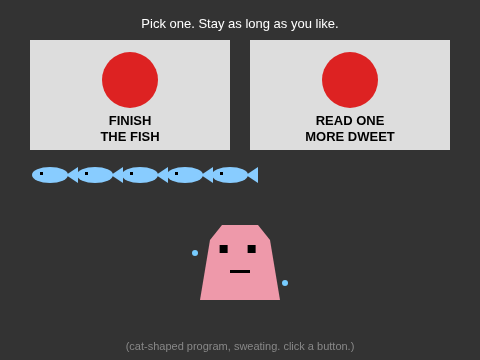 Pick one. Stay as long as you like.
FINISH
THE FISH
READ ONE
MORE DWEET
(cat-shaped program, sweating. click a button.)